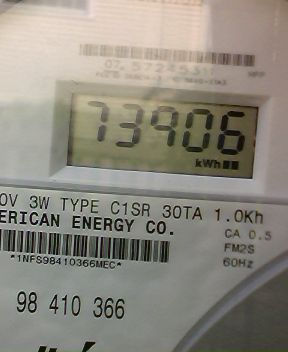 73906
kWh
0V 3W TYPE C1SR 30TA 1.0Kh
ERICAN ENERGY CO.
CA 0.5
FM2S
*1NFS98410366MEC*
60Hz
98 410 366